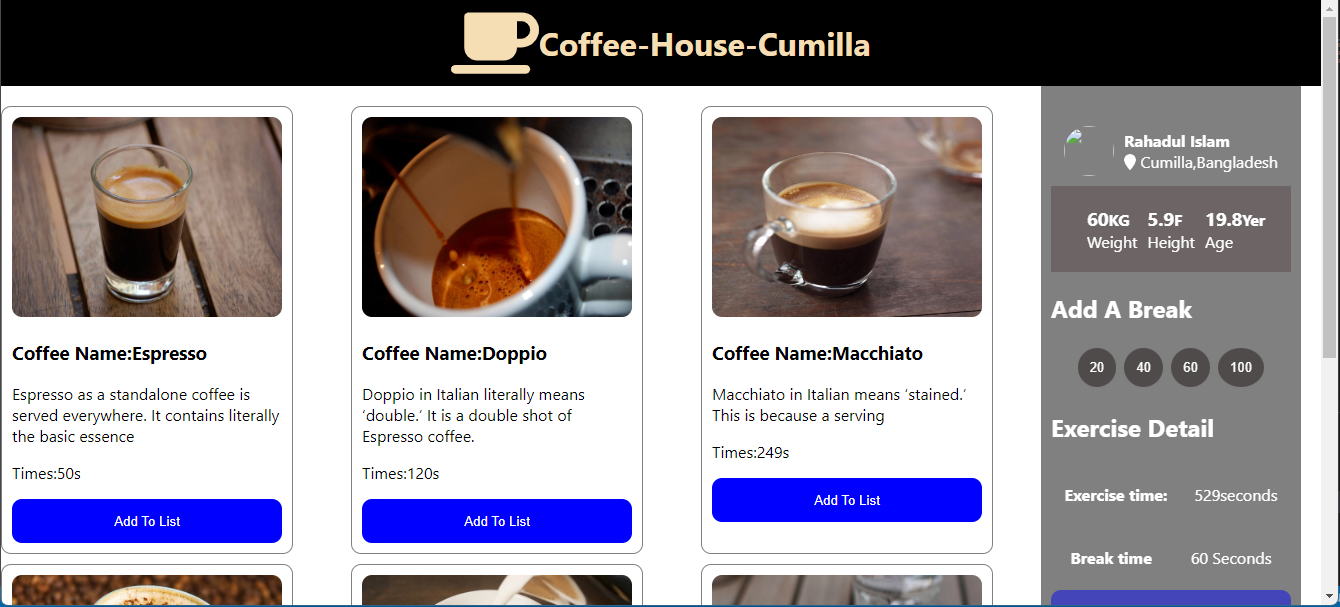 Coffee-House-Cumilla
Coffee Name:Espresso
Espresso as a standalone coffee is
served everywhere. It contains literally
the basic essence
Times:50s
Add To List
Coffee Name:Doppio
Doppio in Italian literally means
‘double.’ It is a double shot of
Espresso coffee.
Times:120s
Add To List
Coffee Name:Macchiato
Macchiato in Italian means ‘stained.’
This is because a serving
Times:249s
Add To List
Rahadul Islam
Cumilla,Bangladesh
60KG 5.9F 19.8Yer
Weight Height Age
Add A Break
20 40 60 100
Exercise Detail
Exercise time: 529seconds
Break time 60 Seconds